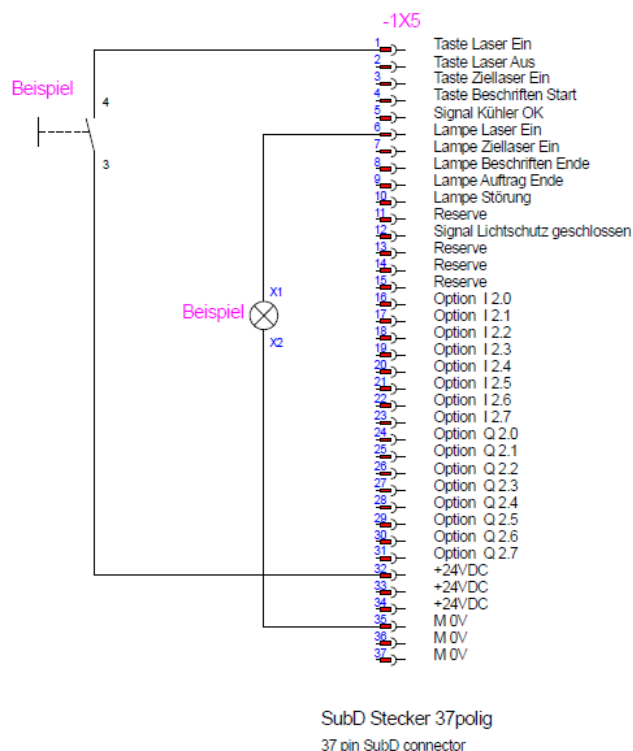 -1X5
1 Taste Laser Ein
2 Taste Laser Aus
3 Taste Ziellaser Ein
4 Taste Beschriften Start
5 Signal Kühler OK
6 Lampe Laser Ein
7 Lampe Ziellaser Ein
8 Lampe Beschriften Ende
9 Lampe Auftrag Ende
10 Lampe Störung
11 Reserve
12 Signal Lichtschutz geschlossen
13 Reserve
14 Reserve
15 Reserve
16 Option I 2.0
17 Option I 2.1
18 Option I 2.2
19 Option I 2.3
20 Option I 2.4
21 Option I 2.5
22 Option I 2.6
23 Option I 2.7
24 Option Q 2.0
25 Option Q 2.1
26 Option Q 2.2
27 Option Q 2.3
28 Option Q 2.4
29 Option Q 2.5
30 Option Q 2.6
31 Option Q 2.7
32 +24VDC
33 +24VDC
34 +24VDC
35 M 0V
36 M 0V
37 M 0V
Beispiel
4
3
X1
Beispiel
X2
SubD Stecker 37polig
37 pin SubD connector